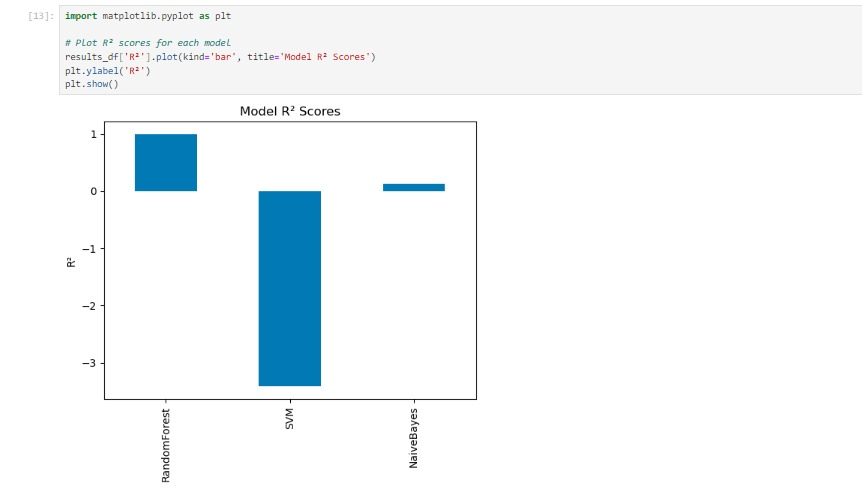 [13]: import matplotlib.pyplot as plt
# Plot R² scores for each model
results_df['R²'].plot(kind='bar', title='Model R² Scores')
plt.ylabel('R²')
plt.show()
Model R² Scores
1
0
−1
−2
−3
R²
RandomForest
SVM
NaiveBayes